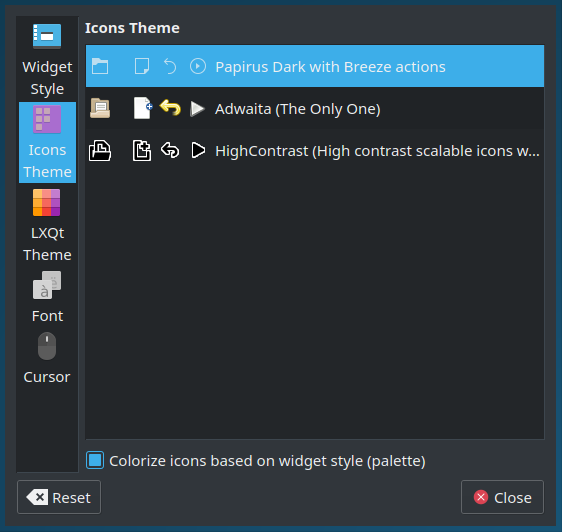 Icons Theme
Widget
Style
Icons
Theme
LXQt
Theme
Font
Cursor
Papirus Dark with Breeze actions
Adwaita (The Only One)
HighContrast (High contrast scalable icons w...
Colorize icons based on widget style (palette)
Reset
Close